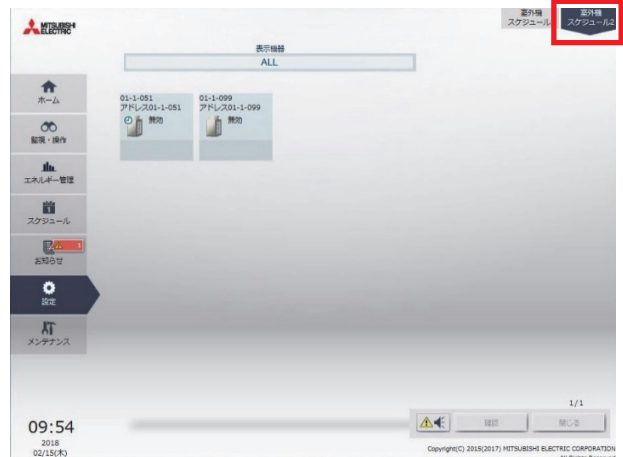 MITSUBISHI
ELECTRIC
室外機
スケジュール
室外機
スケジュール2
表示機器
ALL
ホーム
監視・操作
エネルギー管理
スケジュール
お知らせ
設定
メンテナンス
01-1-051
アドレス01-1-051
無効
01-1-099
アドレス01-1-099
無効
1/1
確認
閉じる
09:54
2018
02/15(木)
Copyright(C) 2015(2017) MITSUBISHI ELECTRIC CORPORATION
All Rights Reserved